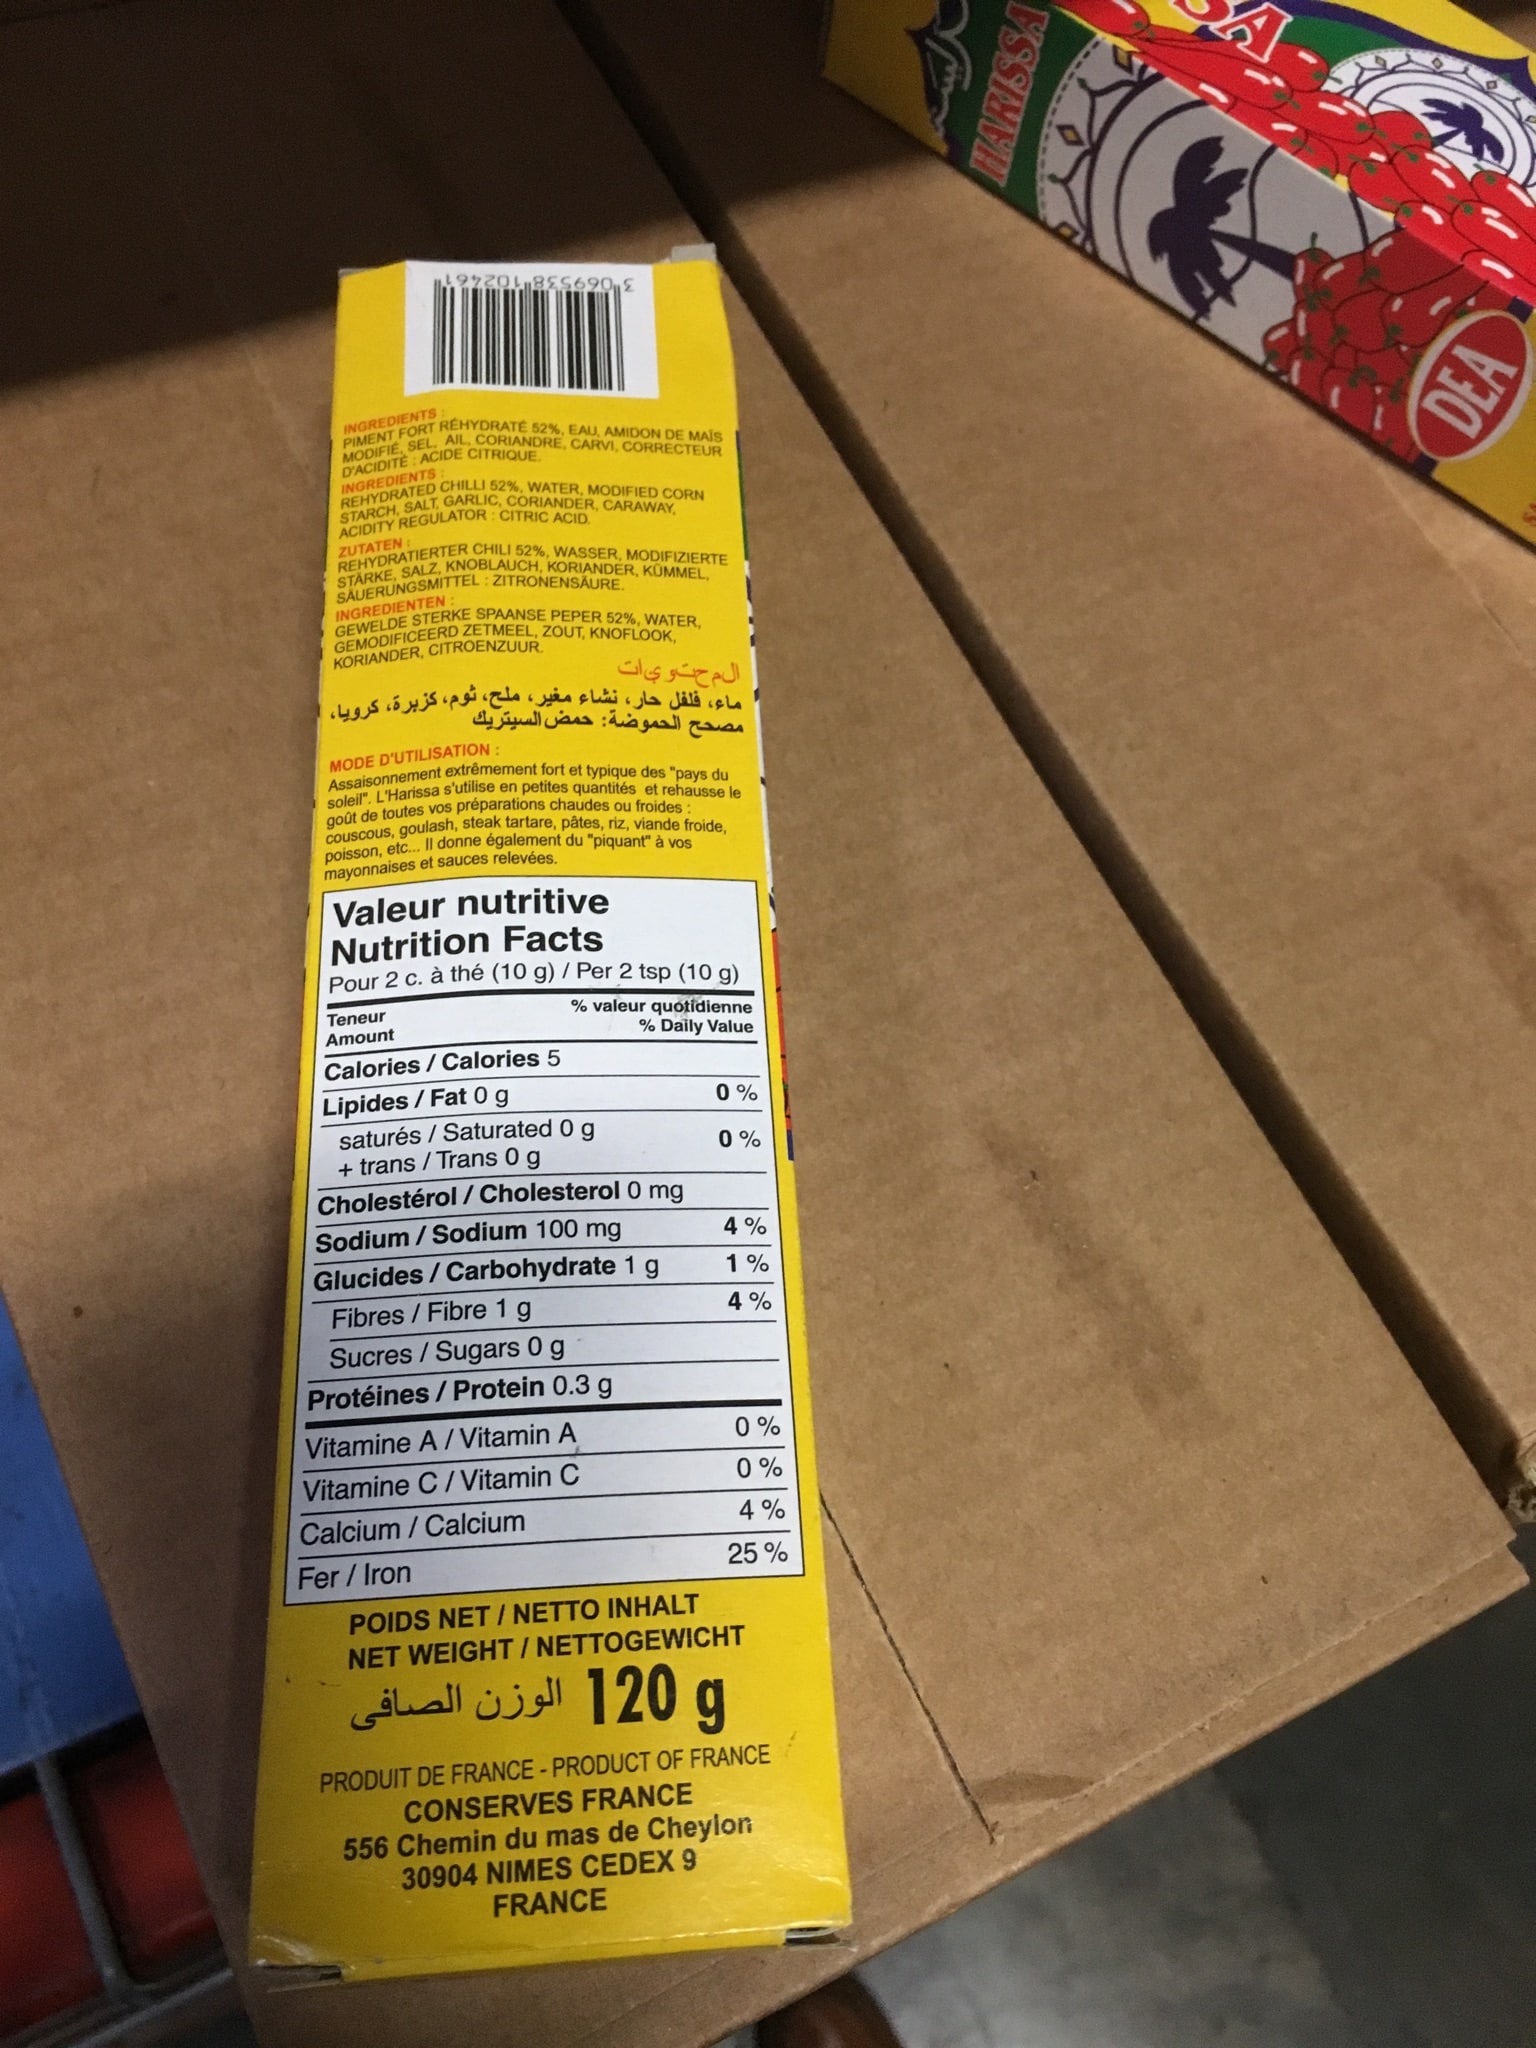 3 069538 102461
INGREDIENTS :
PIMENT FORT RÉHYDRATÉ 52%, EAU, AMIDON DE MAÏS
MODIFIÉ, SEL, AIL, CORIANDRE, CARVI, CORRECTEUR
D'ACIDITÉ : ACIDE CITRIQUE.
INGREDIENTS :
REHYDRATED CHILLI 52%, WATER, MODIFIED CORN
STARCH, SALT, GARLIC, CORIANDER, CARAWAY,
ACIDITY REGULATOR : CITRIC ACID.
ZUTATEN :
REHYDRATIERTER CHILI 52%, WASSER, MODIFIZIERTE
STÄRKE, SALZ, KNOBLAUCH, KORIANDER, KÜMMEL,
SÄUERUNGSMITTEL : ZITRONENSÄURE.
INGREDIENTEN :
GEWELDE STERKE SPAANSE PEPER 52%, WATER,
GEMODIFICEERD ZETMEEL, ZOUT, KNOFLOOK,
KORIANDER, CITROENZUUR.
المحتويات
ماء، فلفل حار، نشاء مغير، ملح، ثوم، كزبرة، كرويا،
مصحح الحموضة: حمض السيتريك
MODE D'UTILISATION :
Assaisonnement extrêmement fort et typique des "pays du
soleil". L'Harissa s'utilise en petites quantités et rehausse le
goût de toutes vos préparations chaudes ou froides :
couscous, goulash, steak tartare, pâtes, riz, viande froide,
poisson, etc... Il donne également du "piquant" à vos
mayonnaises et sauces relevées.
Valeur nutritive
Nutrition Facts
Pour 2 c. à thé (10 g) / Per 2 tsp (10 g)
Teneur % valeur quotidienne
Amount % Daily Value
Calories / Calories 5
Lipides / Fat 0 g 0 %
saturés / Saturated 0 g 0 %
+ trans / Trans 0 g
Cholestérol / Cholesterol 0 mg
Sodium / Sodium 100 mg 4 %
Glucides / Carbohydrate 1 g 1 %
Fibres / Fibre 1 g 4 %
Sucres / Sugars 0 g
Protéines / Protein 0.3 g
Vitamine A / Vitamin A 0 %
Vitamine C / Vitamin C 0 %
Calcium / Calcium 4 %
Fer / Iron 25 %
POIDS NET / NETTO INHALT
NET WEIGHT / NETTOGEWICHT
الوزن الصافى 120 g
PRODUIT DE FRANCE - PRODUCT OF FRANCE
CONSERVES FRANCE
556 Chemin du mas de Cheylon
30904 NIMES CEDEX 9
FRANCE
HARISSA
SA
DEA